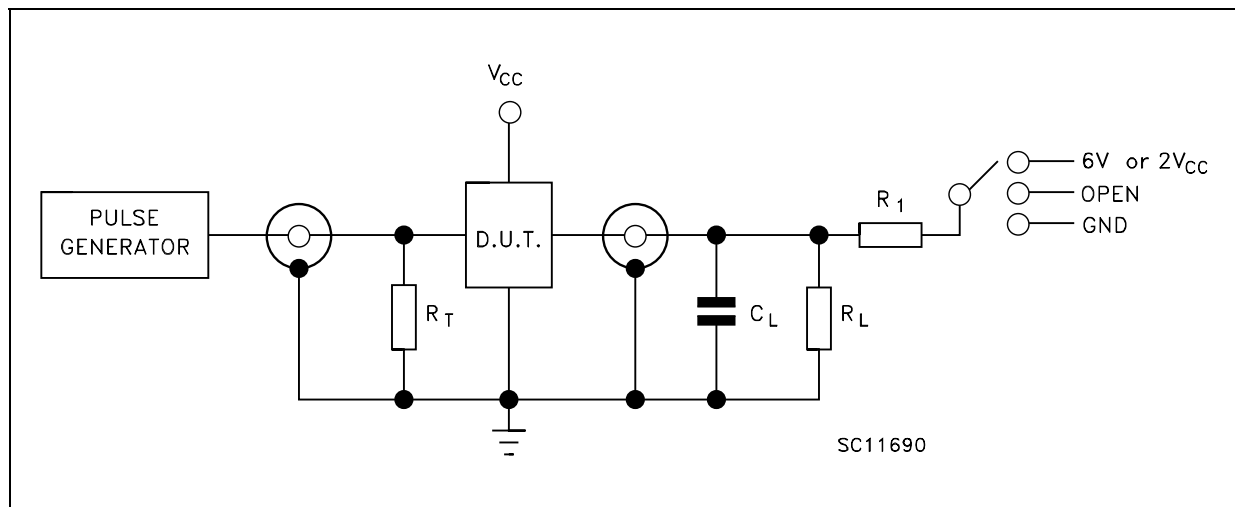 V_CC
PULSE
GENERATOR
D.U.T.
R_T
C_L
R_L
R_1
6V or 2V_CC
OPEN
GND
SC11690